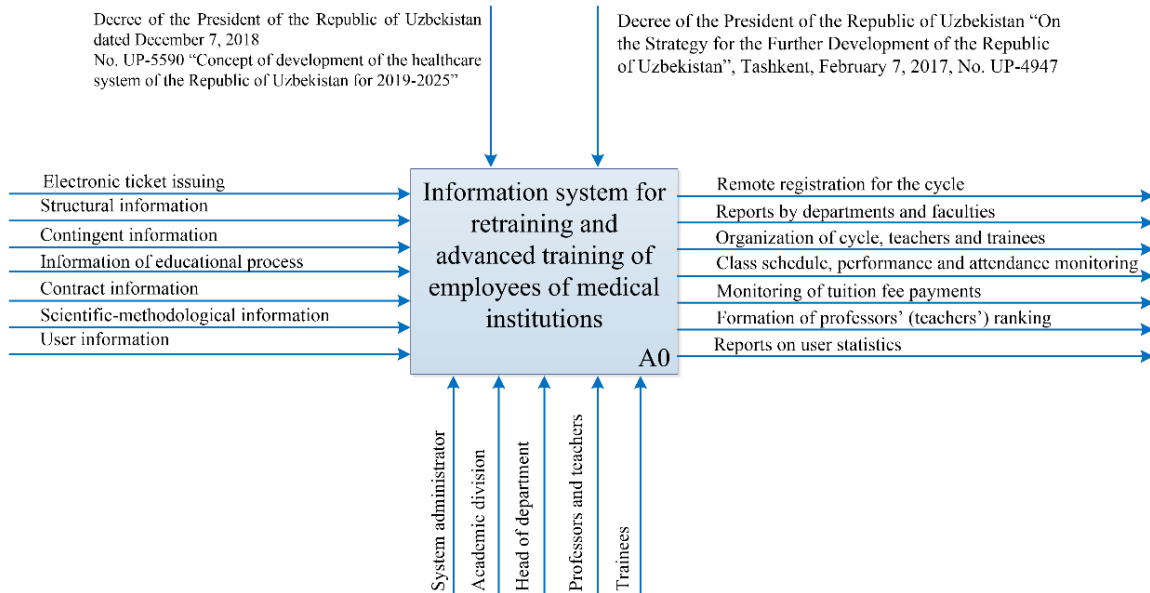 Decree of the President of the Republic of Uzbekistan
dated December 7, 2018
No. UP-5590 “Concept of development of the healthcare
system of the Republic of Uzbekistan for 2019-2025”
Decree of the President of the Republic of Uzbekistan “On
the Strategy for the Further Development of the Republic
of Uzbekistan”, Tashkent, February 7, 2017, No. UP-4947
Electronic ticket issuing
Structural information
Contingent information
Information of educational process
Contract information
Scientific-methodological information
User information
Information system for
retraining and
advanced training of
employees of medical
institutions
A0
Remote registration for the cycle
Reports by departments and faculties
Organization of cycle, teachers and trainees
Class schedule, performance and attendance monitoring
Monitoring of tuition fee payments
Formation of professors’ (teachers’) ranking
Reports on user statistics
System administrator
Academic division
Head of department
Professors and teachers
Trainees